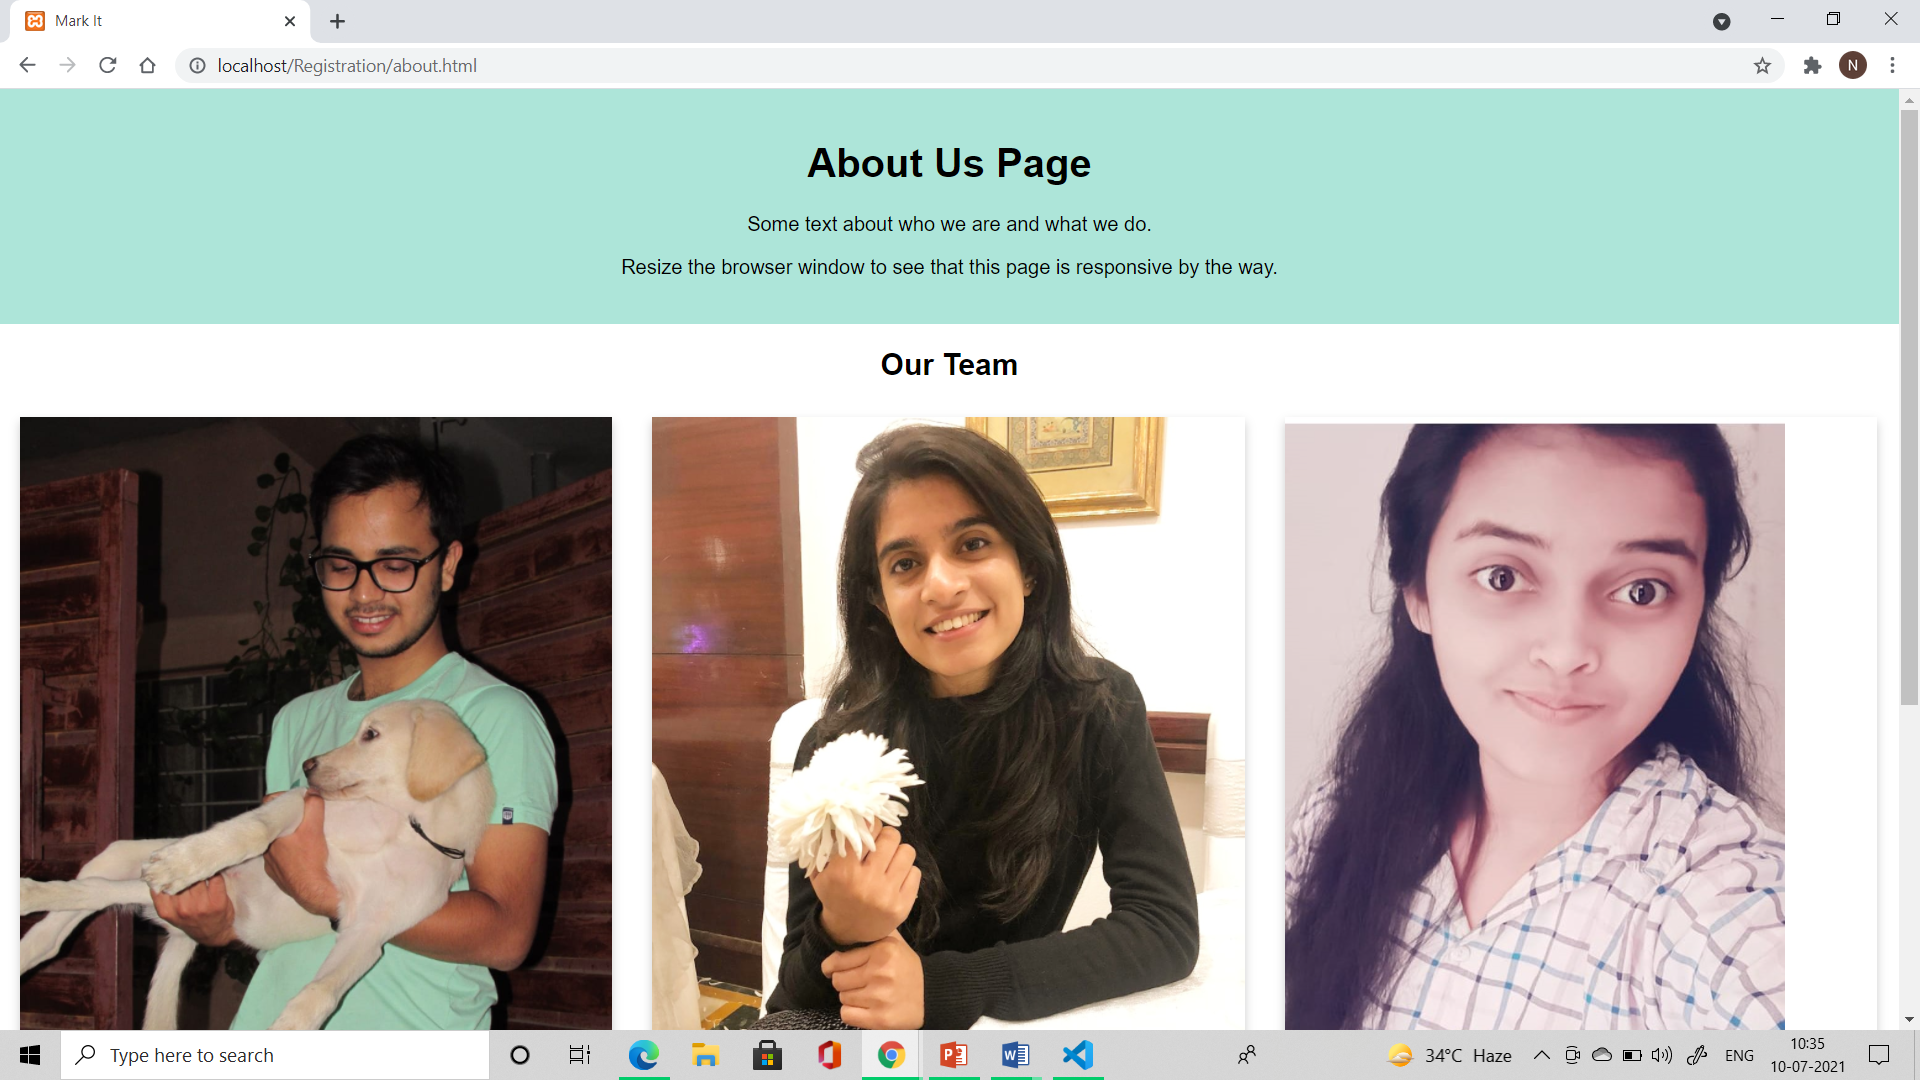 Mark It
localhost/Registration/about.html
N
About Us Page
Some text about who we are and what we do.
Resize the browser window to see that this page is responsive by the way.
Our Team
Type here to search
34°C Haze
ENG
10:35
10-07-2021